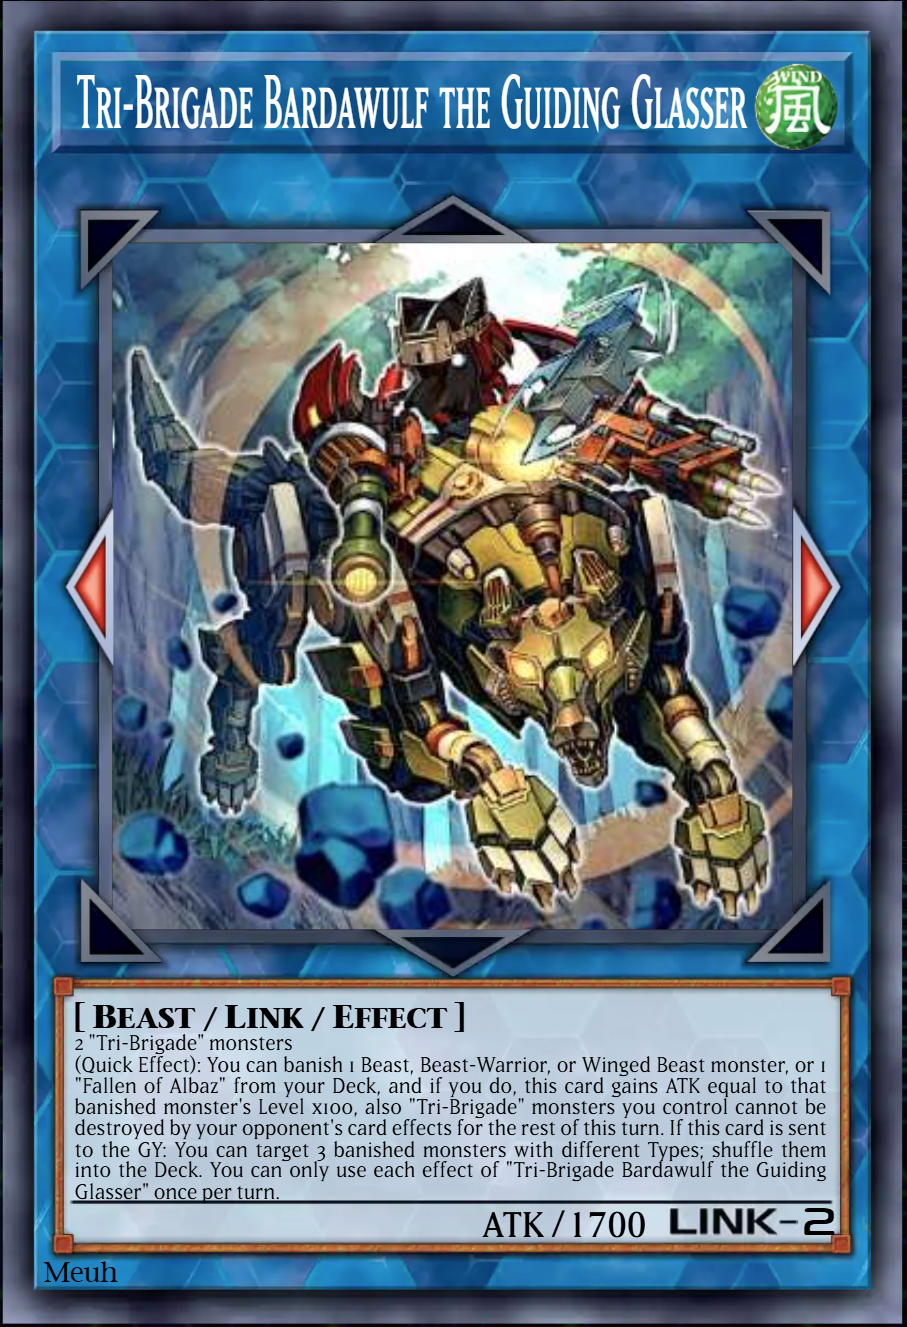 Tri-Brigade Bardawulf the Guiding Glasser
WIND
風
[ Beast / Link / Effect ]
2 "Tri-Brigade" monsters
(Quick Effect): You can banish 1 Beast, Beast-Warrior, or Winged Beast monster, or 1
"Fallen of Albaz" from your Deck, and if you do, this card gains ATK equal to that
banished monster's Level x100, also "Tri-Brigade" monsters you control cannot be
destroyed by your opponent's card effects for the rest of this turn. If this card is sent
to the GY: You can target 3 banished monsters with different Types; shuffle them
into the Deck. You can only use each effect of "Tri-Brigade Bardawulf the Guiding
Glasser" once per turn.
ATK / 1700 LINK-2
Meuh